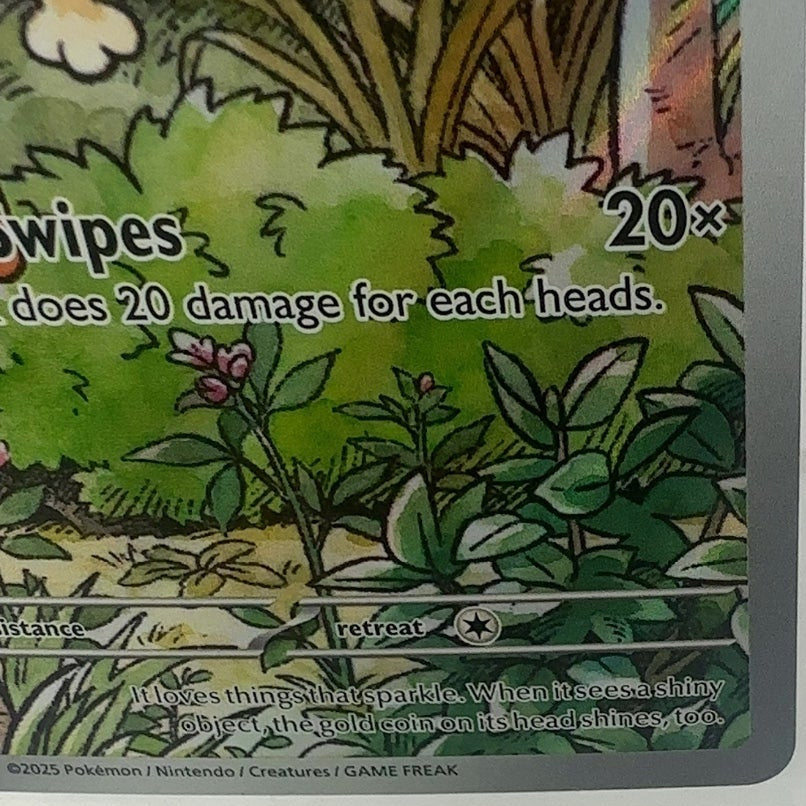 wipes 20×
does 20 damage for each heads.
istance retreat
It loves things that sparkle. When it sees a shiny
object, the gold coin on its head shines, too.
©2025 Pokémon / Nintendo / Creatures / GAME FREAK